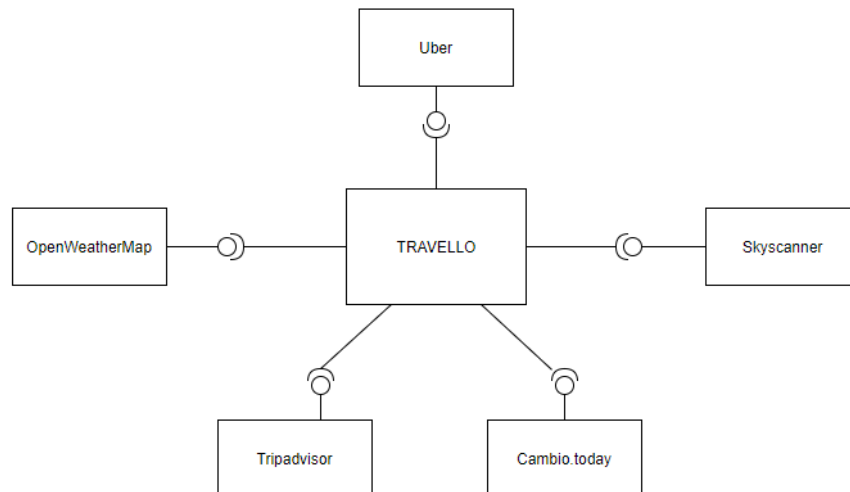 Uber
OpenWeatherMap
TRAVELLO
Skyscanner
Tripadvisor
Cambio.today